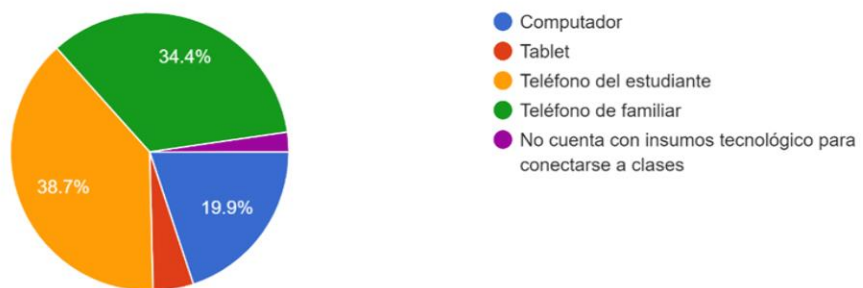 34.4%
38.7%
19.9%
Computador
Tablet
Teléfono del estudiante
Teléfono de familiar
No cuenta con insumos tecnológico para
conectarse a clases